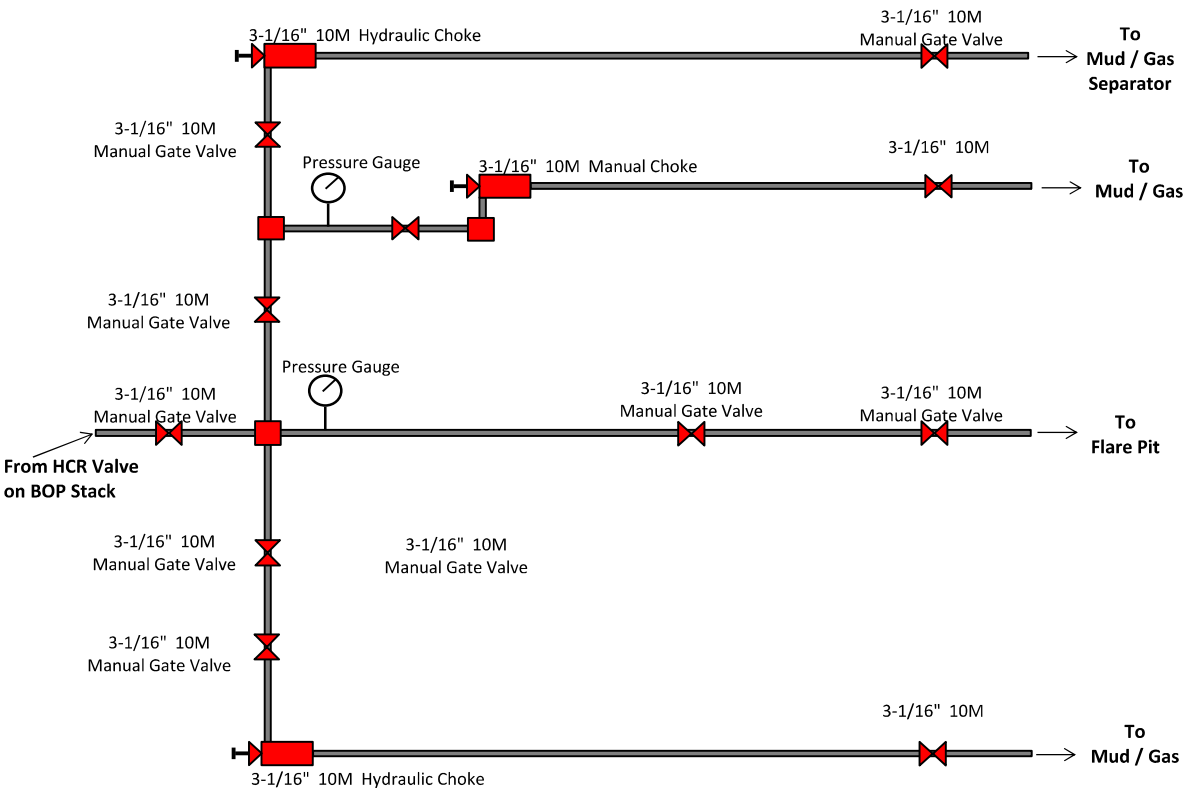 3-1/16" 10M
Manual Gate Valve
To
Mud / Gas
Separator
3-1/16" 10M Hydraulic Choke
3-1/16" 10M
Manual Gate Valve
Pressure Gauge
3-1/16" 10M Manual Choke
3-1/16" 10M
To
Mud / Gas
3-1/16" 10M
Manual Gate Valve
Pressure Gauge
3-1/16" 10M
Manual Gate Valve
3-1/16" 10M
Manual Gate Valve
3-1/16" 10M
Manual Gate Valve
To
Flare Pit
From HCR Valve
on BOP Stack
3-1/16" 10M
Manual Gate Valve
3-1/16" 10M
Manual Gate Valve
3-1/16" 10M
Manual Gate Valve
3-1/16" 10M
To
Mud / Gas
3-1/16" 10M Hydraulic Choke